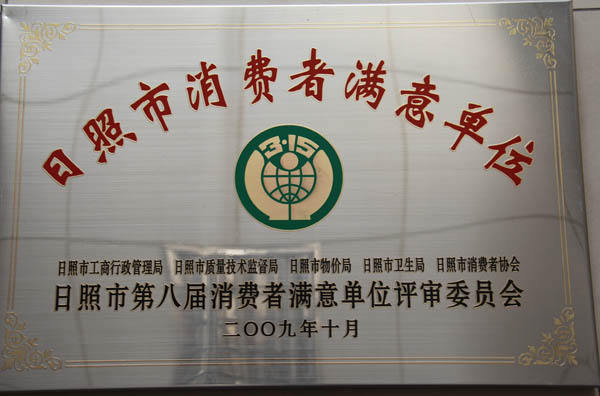 日照市消费者满意单位
3·15
日照市工商行政管理局 日照市质量技术监督局 日照市物价局 日照市卫生局 日照市消费者协会
日照市第八届消费者满意单位评审委员会
二〇〇九年十月